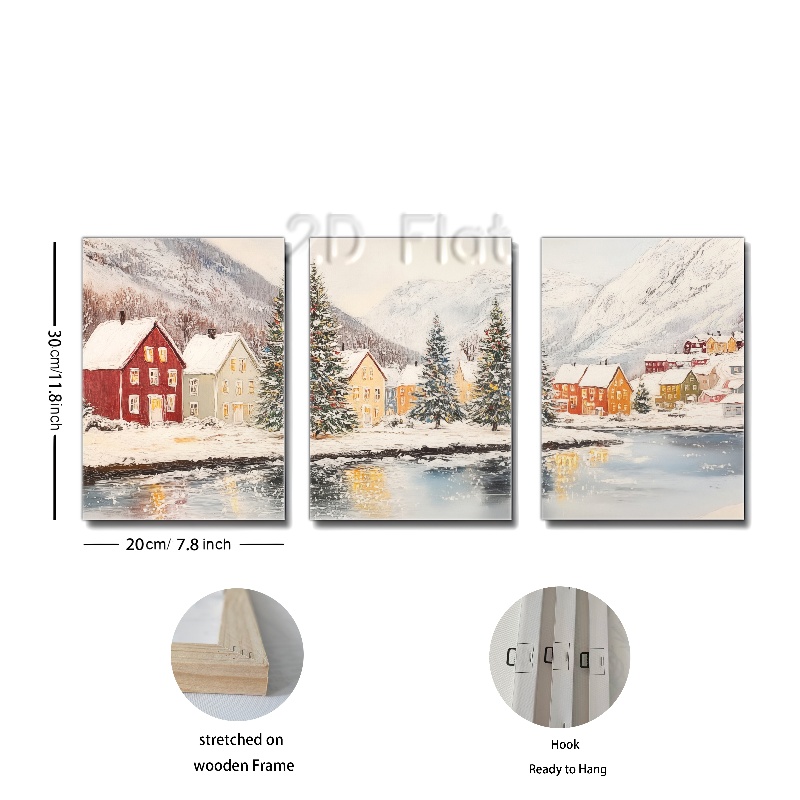 2D Flat
30cm/11.8inch
20cm/ 7.8 inch
stretched on
wooden Frame
Hook
Ready to Hang